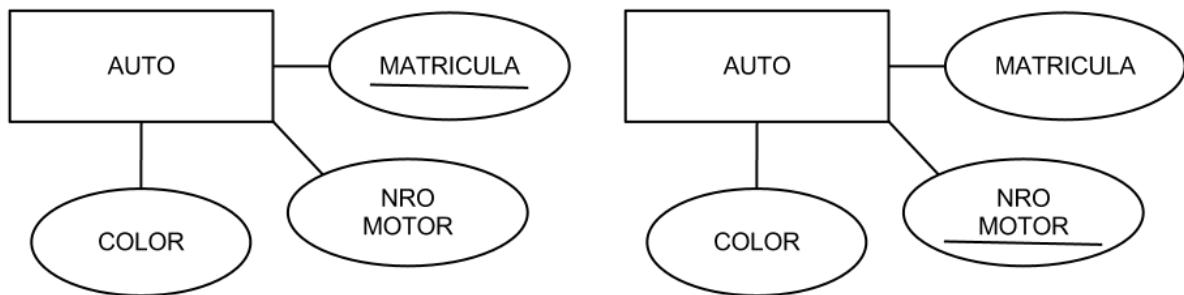 AUTO
MATRICULA
NRO
MOTOR
COLOR
AUTO
MATRICULA
NRO
MOTOR
COLOR